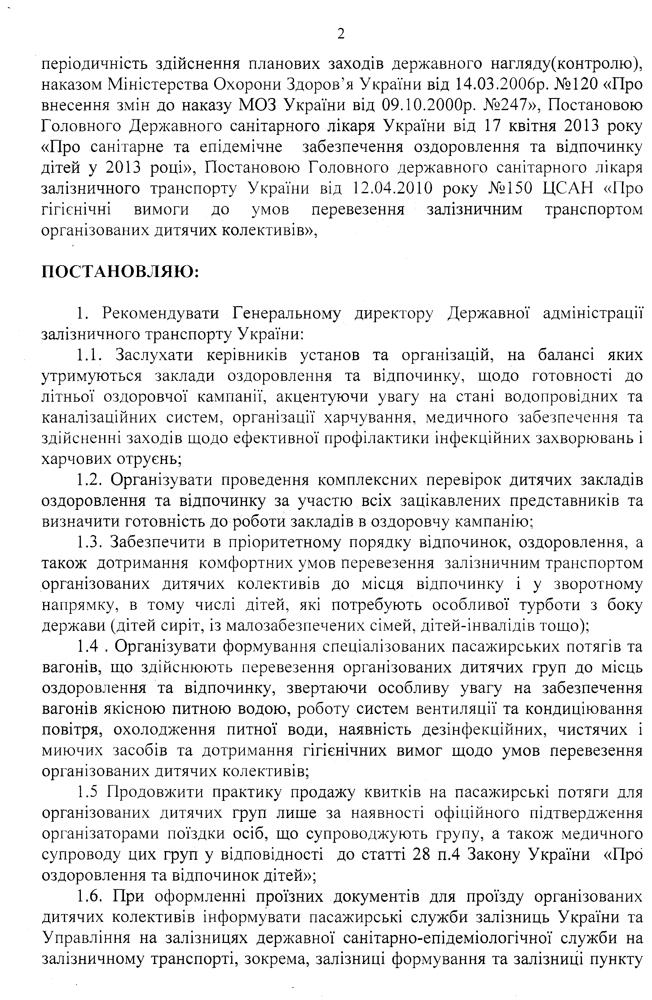 2
періодичність здійснення планових заходів державного нагляду(контролю),
наказом Міністерства Охорони Здоров’я України від 14.03.2006р. №120 «Про
внесення змін до наказу МОЗ України від 09.10.2000р. №247», Постановою
Головного Державного санітарного лікаря України від 17 квітня 2013 року
«Про санітарне та епідемічне забезпечення оздоровлення та відпочинку
дітей у 2013 році», Постановою Головного державного санітарного лікаря
залізничного транспорту України від 12.04.2010 року №150 ЦСАН «Про
гігієнічні вимоги до умов перевезення залізничним транспортом
організованих дитячих колективів»,
ПОСТАНОВЛЯЮ:
1. Рекомендувати Генеральному директору Державної адміністрації
залізничного транспорту України:
1.1. Заслухати керівників установ та організацій, на балансі яких
утримуються заклади оздоровлення та відпочинку, щодо готовності до
літньої оздоровчої кампанії, акцентуючи увагу на стані водопровідних та
каналізаційних систем, організації харчування, медичного забезпечення та
здійсненні заходів щодо ефективної профілактики інфекційних захворювань і
харчових отруєнь;
1.2. Організувати проведення комплексних перевірок дитячих закладів
оздоровлення та відпочинку за участю всіх зацікавлених представників та
визначити готовність до роботи закладів в оздоровчу кампанію;
1.3. Забезпечити в пріоритетному порядку відпочинок, оздоровлення, а
також дотримання комфортних умов перевезення залізничним транспортом
організованих дитячих колективів до місця відпочинку і у зворотному
напрямку, в тому числі дітей, які потребують особливої турботи з боку
держави (дітей сиріт, із малозабезпечених сімей, дітей-інвалідів тощо);
1.4 . Організувати формування спеціалізованих пасажирських потягів та
вагонів, що здійснюють перевезення організованих дитячих груп до місць
оздоровлення та відпочинку, звертаючи особливу увагу на забезпечення
вагонів якісною питною водою, роботу систем вентиляції та кондиціювання
повітря, охолодження питної води, наявність дезінфекційних, чистячих і
миючих засобів та дотримання гігієнічних вимог щодо умов перевезення
організованих дитячих колективів;
1.5 Продовжити практику продажу квитків на пасажирські потяги для
організованих дитячих груп лише за наявності офіційного підтвердження
організаторами поїздки осіб, що супроводжують групу, а також медичного
супроводу цих груп у відповідності до статті 28 п.4 Закону України «Про
оздоровлення та відпочинок дітей»;
1.6. При оформленні проїзних документів для проїзду організованих
дитячих колективів інформувати пасажирські служби залізниць України та
Управління на залізницях державної санітарно-епідеміологічної служби на
залізничному транспорті, зокрема, залізниці формування та залізниці пункту